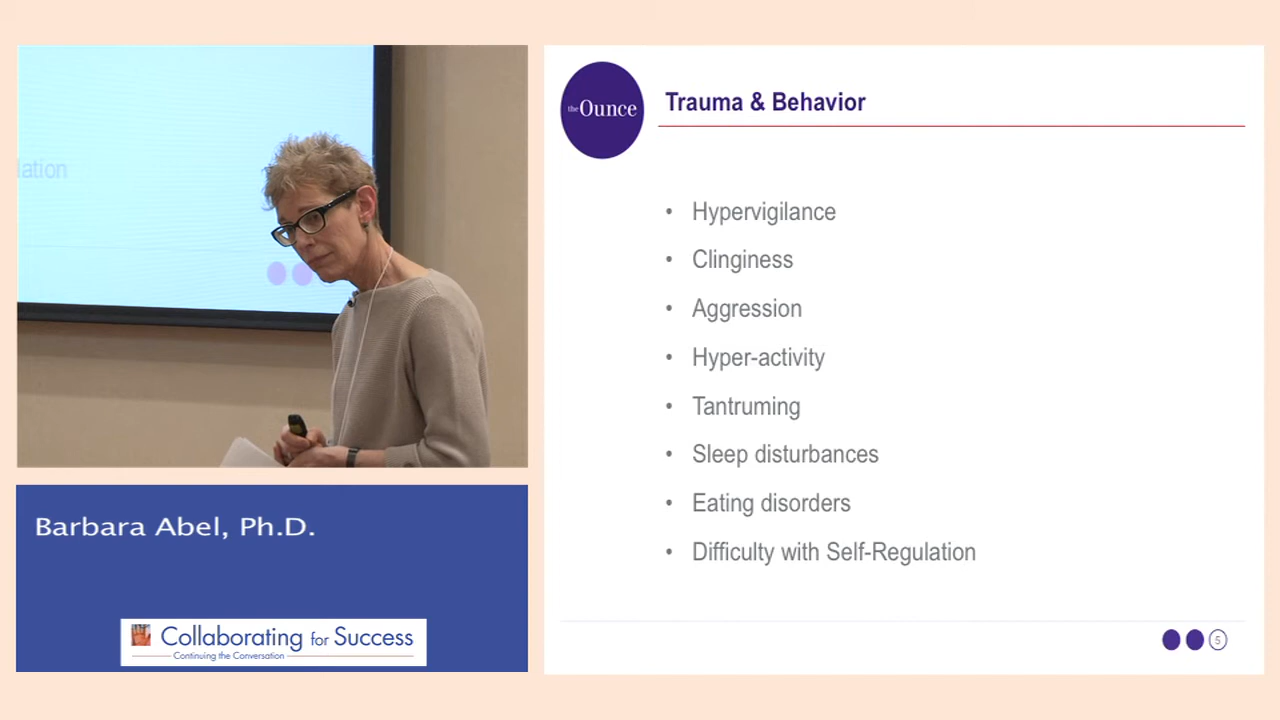 lation
Barbara Abel, Ph.D.
Collaborating for Success
Continuing the Conversation
the Ounce
Trauma & Behavior
• Hypervigilance
• Clinginess
• Aggression
• Hyper-activity
• Tantruming
• Sleep disturbances
• Eating disorders
• Difficulty with Self-Regulation
5